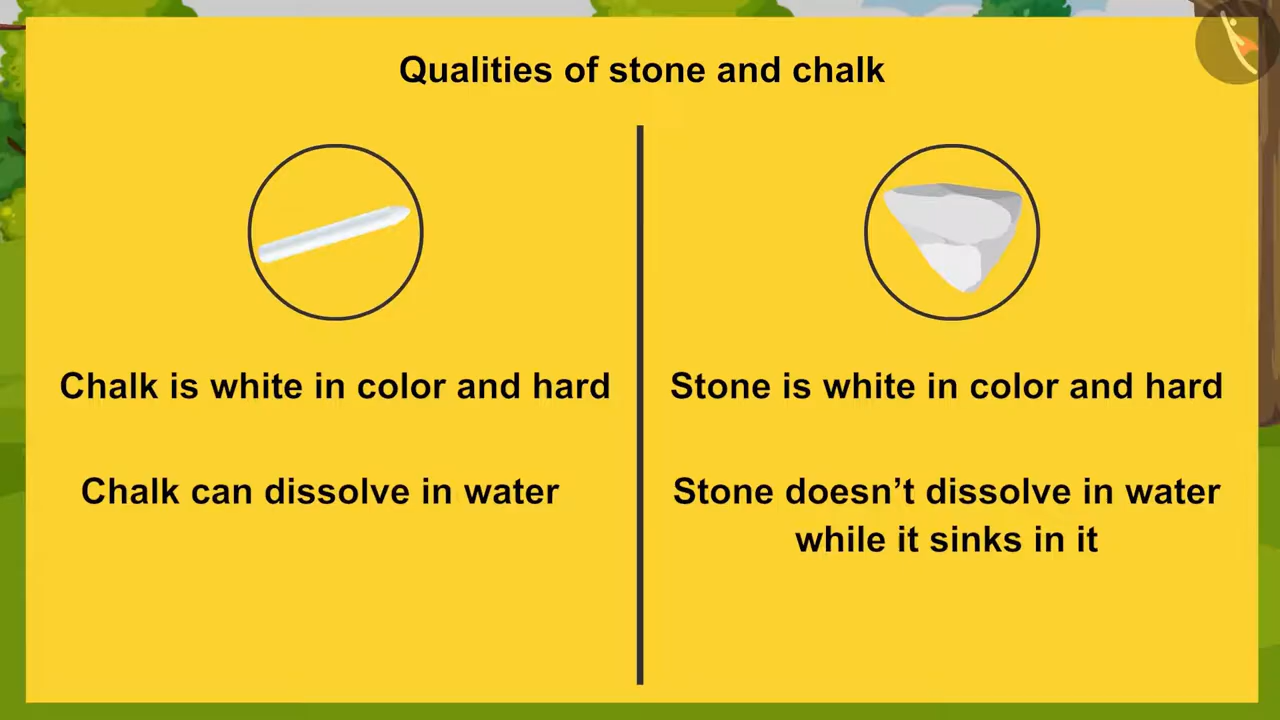 Qualities of stone and chalk
Chalk is white in color and hard
Chalk can dissolve in water
Stone is white in color and hard
Stone doesn’t dissolve in water
while it sinks in it